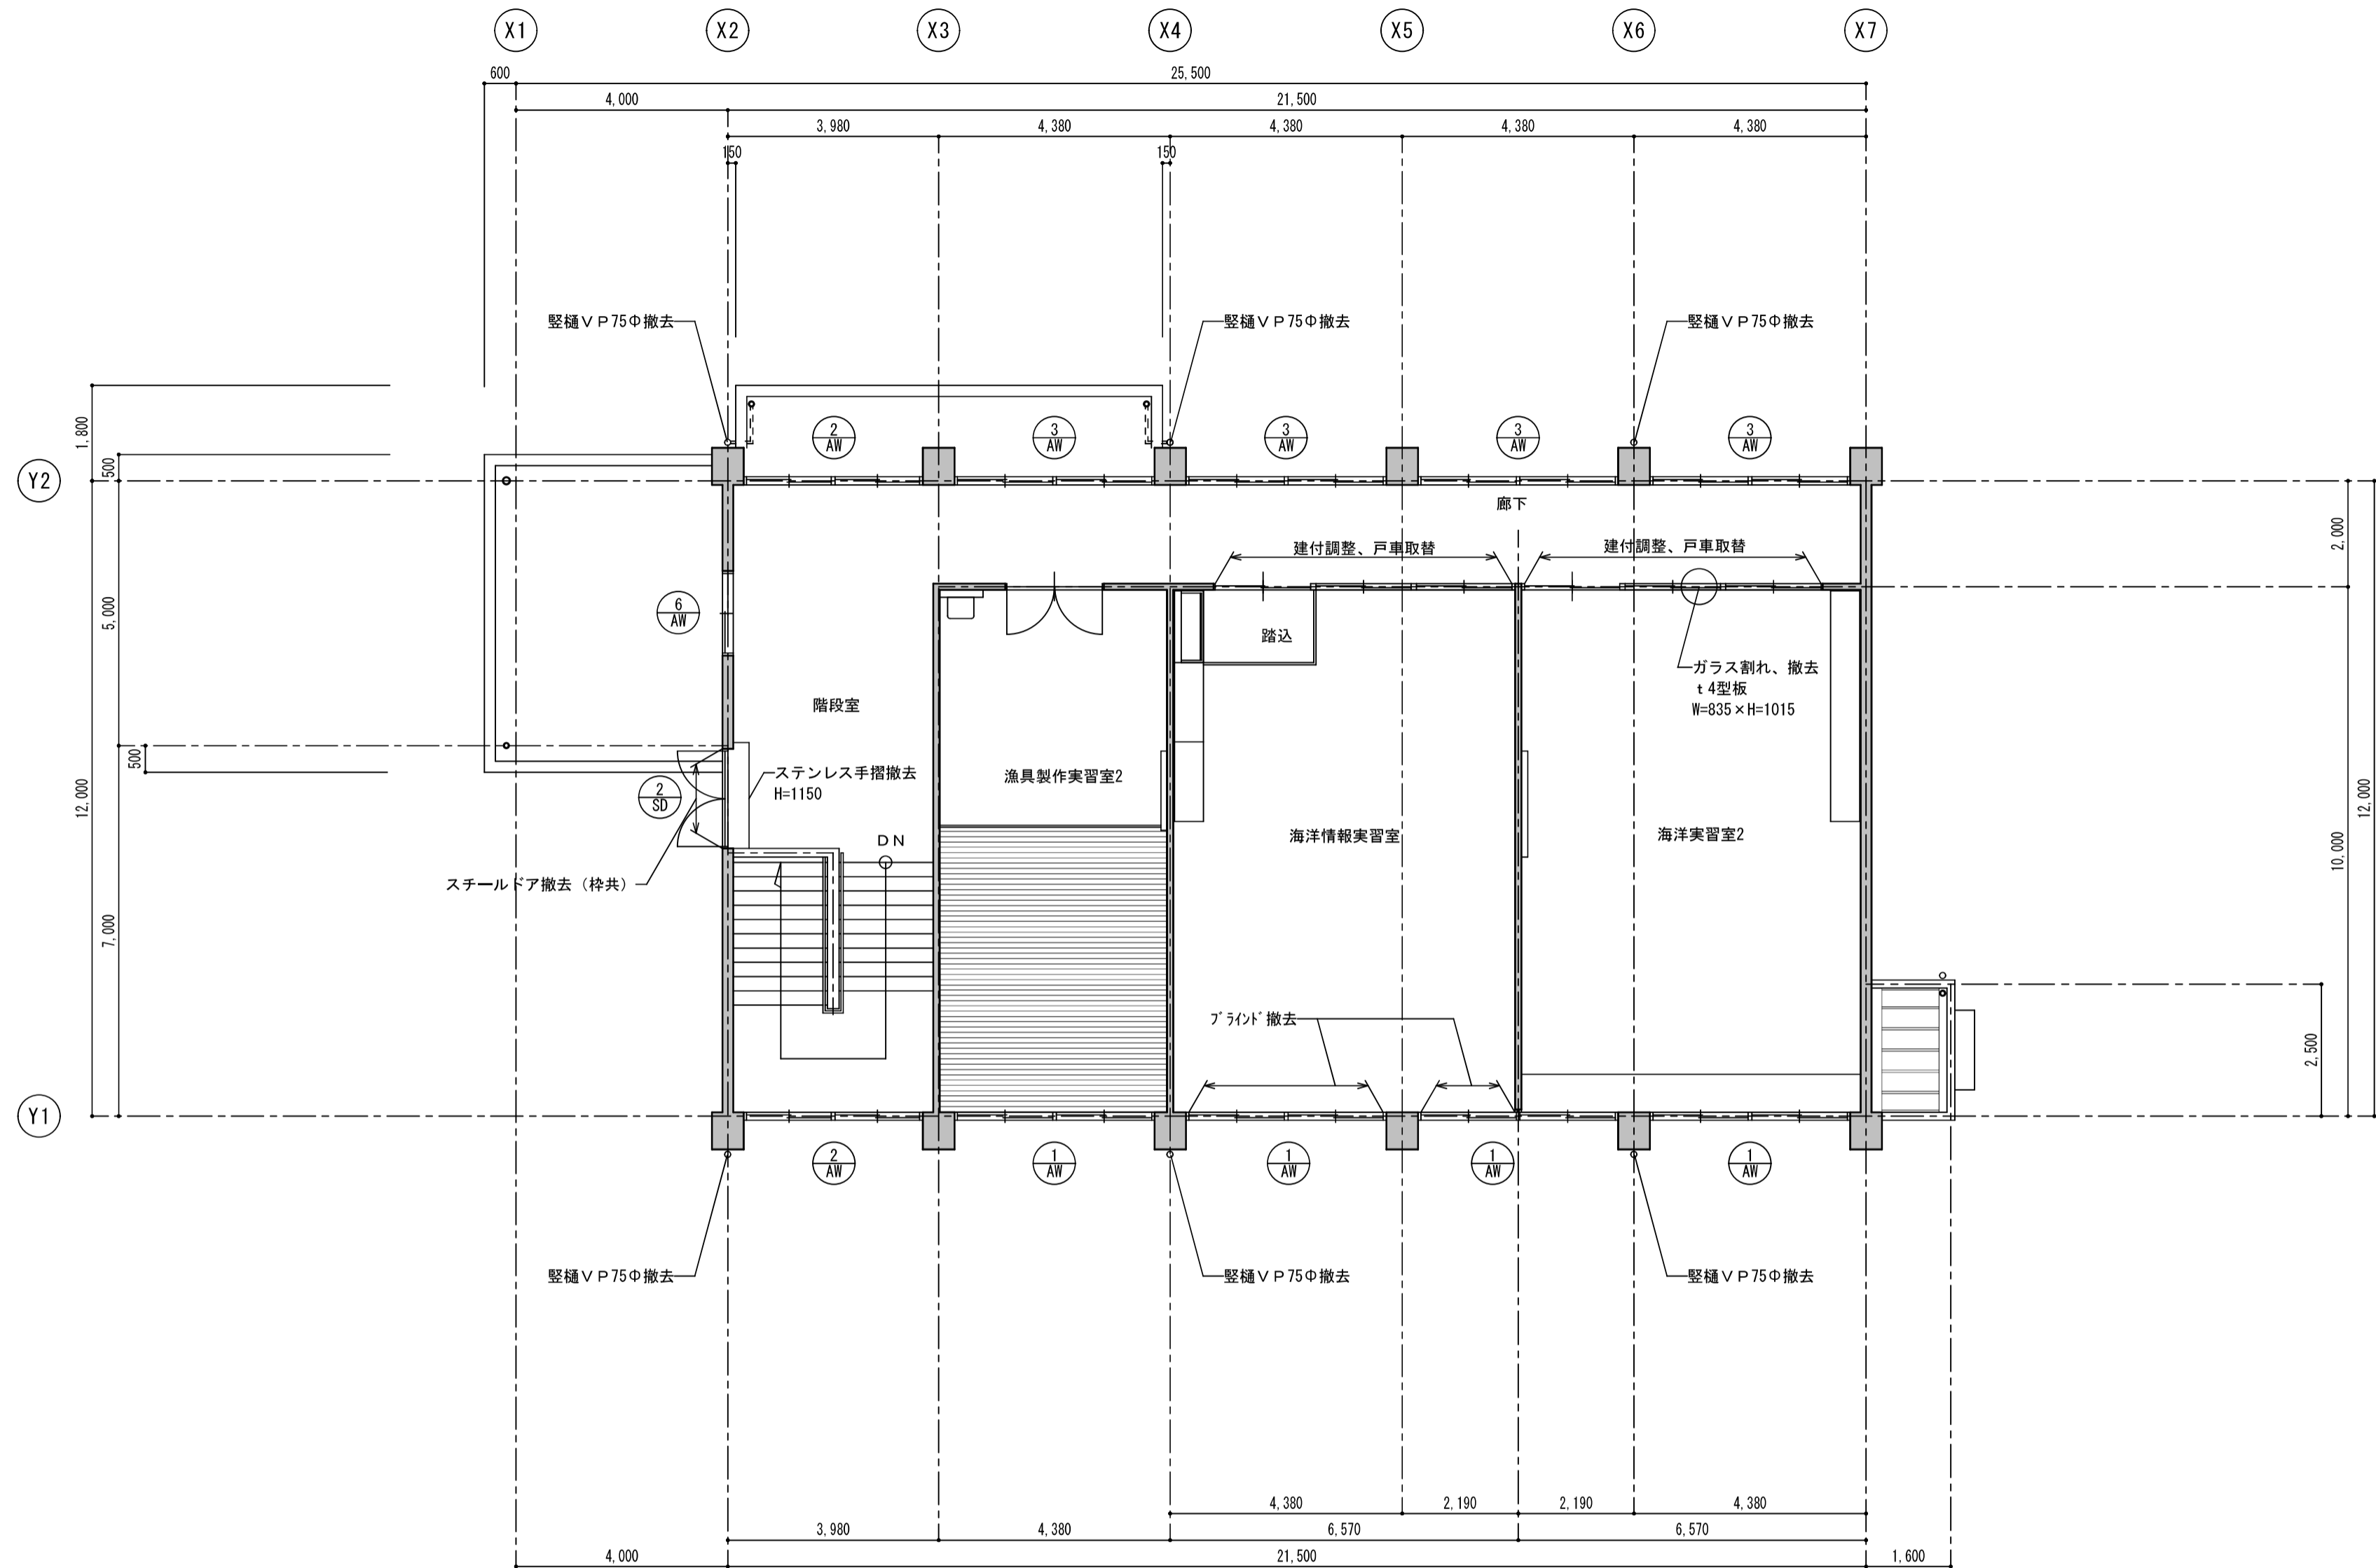 X1
X2
X3
X4
X5
X6
X7
600
25,500
4,000
21,500
3,980
4,380
4,380
4,380
4,380
150
150
竪樋VP75Φ撤去
竪樋VP75Φ撤去
竪樋VP75Φ撤去
1,800
500
2
AW
3
AW
3
AW
3
AW
3
AW
Y2
廊下
2,000
建付調整、戸車取替
建付調整、戸車取替
5,000
6
AW
踏込
ガラス割れ、撤去
t4型板
W=835×H=1015
階段室
500
ステンレス手摺撤去
H=1150
漁具製作実習室2
2
SD
12,000
12,000
DN
海洋情報実習室
海洋実習室2
10,000
スチールドア撤去（枠共）
7,000
ブラインド撤去
2,500
Y1
2
AW
1
AW
1
AW
1
AW
1
AW
竪樋VP75Φ撤去
竪樋VP75Φ撤去
竪樋VP75Φ撤去
4,380
2,190
2,190
4,380
3,980
4,380
6,570
6,570
4,000
21,500
1,600